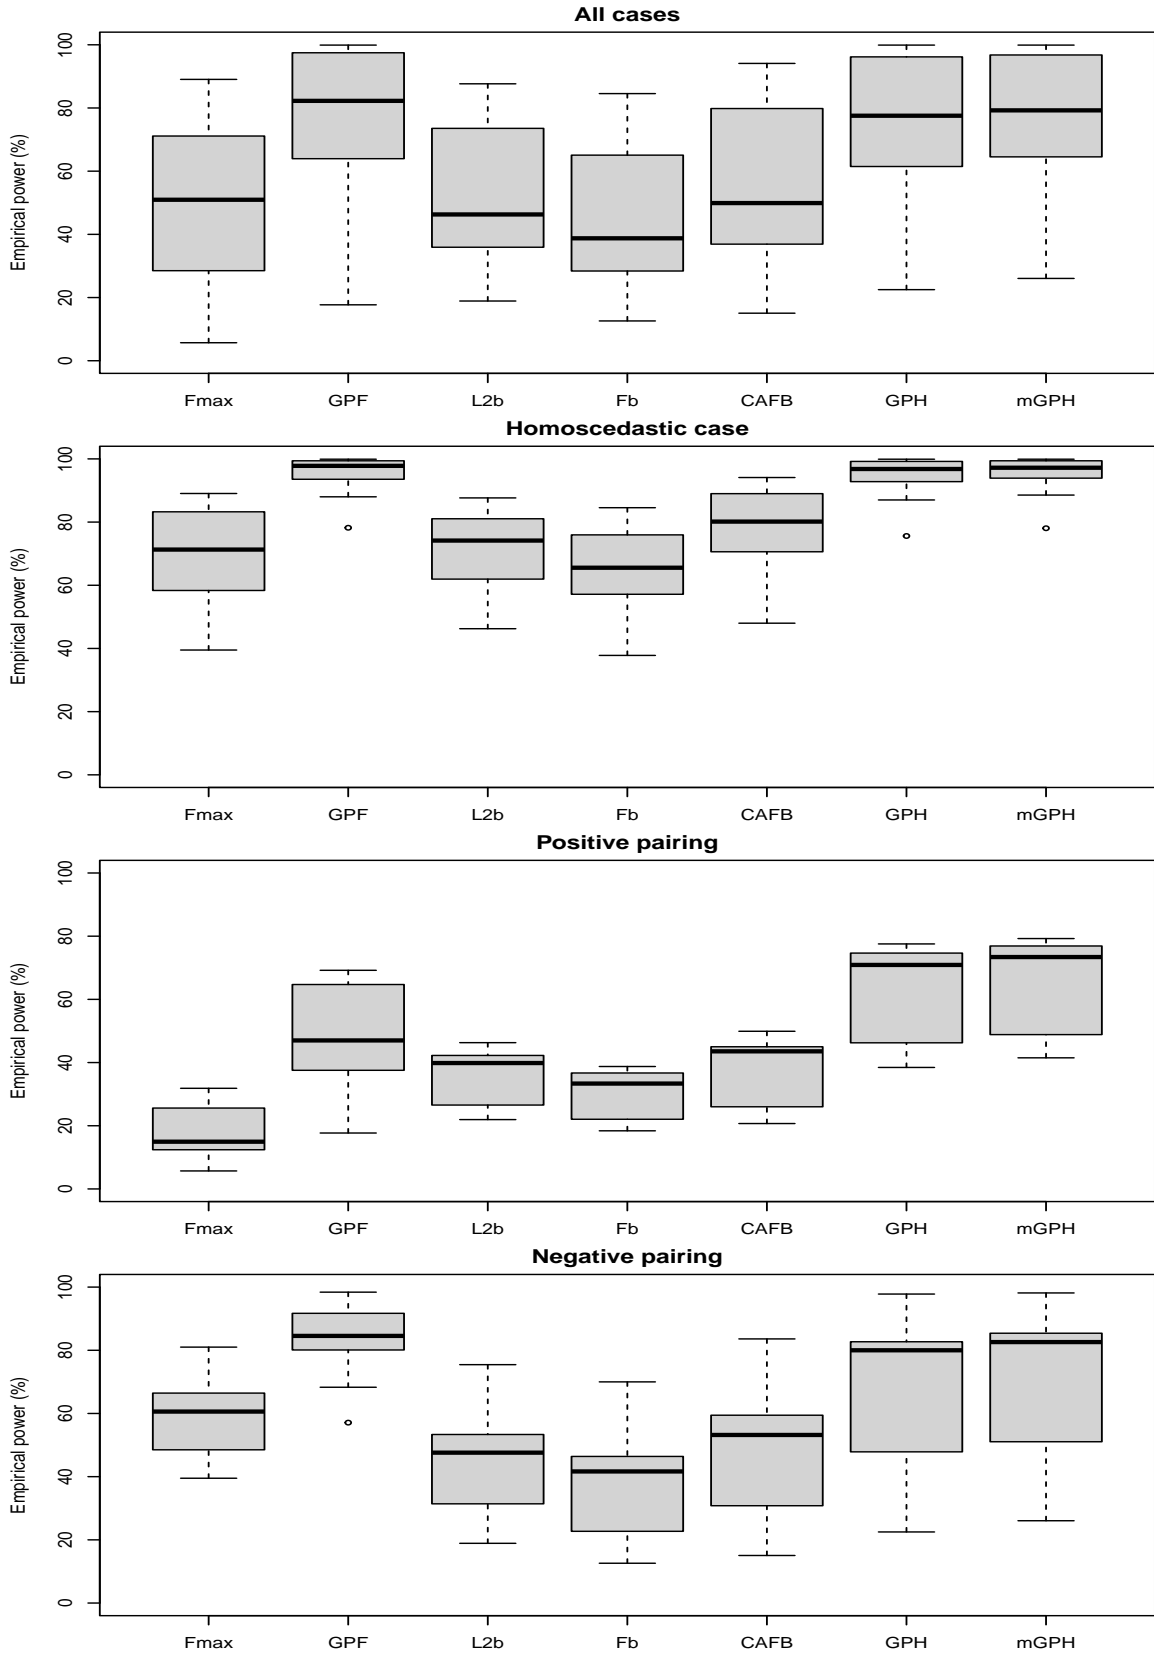 All cases
Empirical power (%)
100
80
60
40
20
0
Fmax GPF L2b Fb CAFB GPH mGPH
Homoscedastic case
Empirical power (%)
100
80
60
40
20
0
Fmax GPF L2b Fb CAFB GPH mGPH
Positive pairing
Empirical power (%)
100
80
60
40
20
0
Fmax GPF L2b Fb CAFB GPH mGPH
Negative pairing
Empirical power (%)
100
80
60
40
20
0
Fmax GPF L2b Fb CAFB GPH mGPH